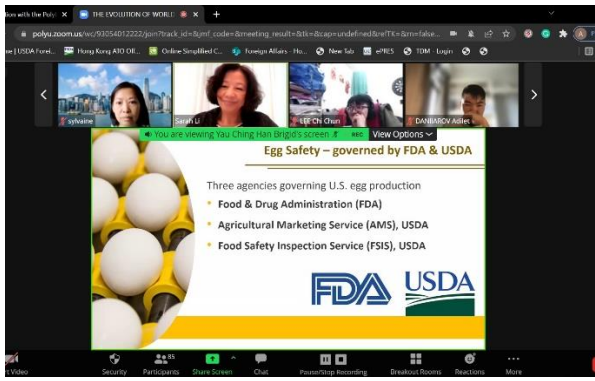 tion with the Poly
THE EVOLUTION OF WORLD
polyu.zoom.us/wc/93054012222/join?track_id=&jmf_code=&meeting_result=&tk=&cap=undefined&refTK=&rm=false...
USDA Forei...
Hong Kong ATO Off...
Online Simplified C...
Foreign Affairs - Ho...
New Tab
ePRES
TDM - Login
sylvaine
Sarah Li
LEE Chi Chun
DANIIAROV Adilet
You are viewing Yau Ching Han Brigid's screen
REC
View Options
Egg Safety – governed by FDA & USDA
Three agencies governing U.S. egg production
• Food & Drug Administration (FDA)
• Agricultural Marketing Service (AMS), USDA
• Food Safety Inspection Service (FSIS), USDA
FDA
USDA
rt Video
Security
Participants
85
Share Screen
Chat
Pause/Stop Recording
Breakout Rooms
Reactions
More